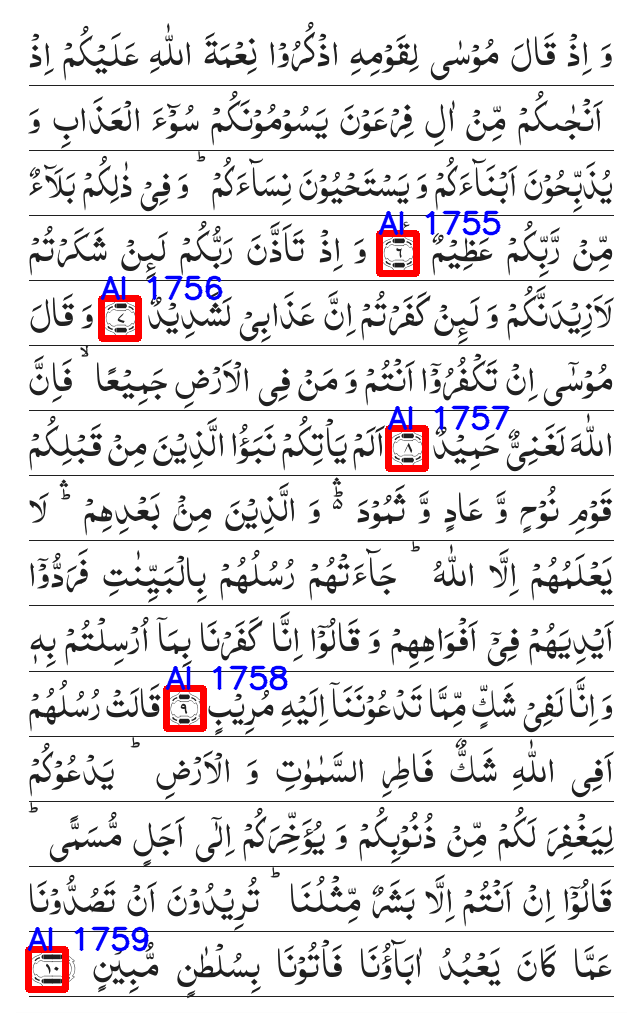 وَ اِذۡ قَالَ مُوۡسٰى لِقَوۡمِهِ اذۡكُرُوۡا نِعۡمَةَ اللّٰهِ عَلَيۡكُمۡ اِذۡ
اَنۡجٰٮكُمۡ مِّنۡ اٰلِ فِرۡعَوۡنَ يَسُوۡمُوۡنَكُمۡ سُوۡٓءَ الۡعَذَابِ وَ
يُذَبِّحُوۡنَ اَبۡنَآءَكُمۡ وَ يَسۡتَحۡيُوۡنَ نِسَآءَكُمۡ‌ ؕ وَ فِىۡ ذٰلِكُمۡ بَلَاۤءٌ
AI 1755
مِّنۡ رَّبِّكُمۡ عَظِيۡمٌ ٦ وَ اِذۡ تَاَذَّنَ رَبُّكُمۡ لَٮِٕنۡ شَكَرۡتُمۡ
AI 1756
لَاَزِيۡدَنَّكُمۡ وَ لَٮِٕنۡ كَفَرۡتُمۡ اِنَّ عَذَابِىۡ لَشَدِيۡدٌ ٧ وَ قَالَ
مُوۡسٰٓى اِنۡ تَكۡفُرُوۡۤا اَنۡتُمۡ وَ مَنۡ فِى الۡاَرۡضِ جَمِيۡعًا ۙ فَاِنَّ
AI 1757
اللّٰهَ لَغَنِىٌّ حَمِيۡدٌ ٨ اَلَمۡ يَاۡتِكُمۡ نَبَؤُا الَّذِيۡنَ مِنۡ قَبۡلِكُمۡ
قَوۡمِ نُوۡحٍ وَّ عَادٍ وَّ ثَمُوۡدَ ۛؕ وَ الَّذِيۡنَ مِنۡۢ بَعۡدِهِمۡ ۛؕ لَا
يَعۡلَمُهُمۡ اِلَّا اللّٰهُ ؕ جَآءَتۡهُمۡ رُسُلُهُمۡ بِالۡبَيِّنٰتِ فَرَدُّوۡۤا
اَيۡدِيَهُمۡ فِىۡۤ اَفۡوَاهِهِمۡ وَ قَالُوۡۤا اِنَّا كَفَرۡنَا بِمَاۤ اُرۡسِلۡتُمۡ بِهٖ
AI 1758
وَاِنَّا لَفِىۡ شَكٍّ مِّمَّا تَدۡعُوۡنَنَاۤ اِلَيۡهِ مُرِيۡبٍ ٩ قَالَتۡ رُسُلُهُمۡ
اَفِى اللّٰهِ شَكٌّ فَاطِرِ السَّمٰوٰتِ وَ الۡاَرۡضِ ؕ يَدۡعُوۡكُمۡ
لِيَغۡفِرَ لَكُمۡ مِّنۡ ذُنُوۡبِكُمۡ وَ يُؤَخِّرَكُمۡ اِلٰٓى اَجَلٍ مُّسَمًّى ؕ
قَالُوۡۤا اِنۡ اَنۡتُمۡ اِلَّا بَشَرٌ مِّثۡلُنَا ؕ تُرِيۡدُوۡنَ اَنۡ تَصُدُّوۡنَا
AI 1759
عَمَّا كَانَ يَعۡبُدُ اٰبَآؤُنَا فَاۡتُوۡنَا بِسُلۡطٰنٍ مُّبِيۡنٍ ١٠